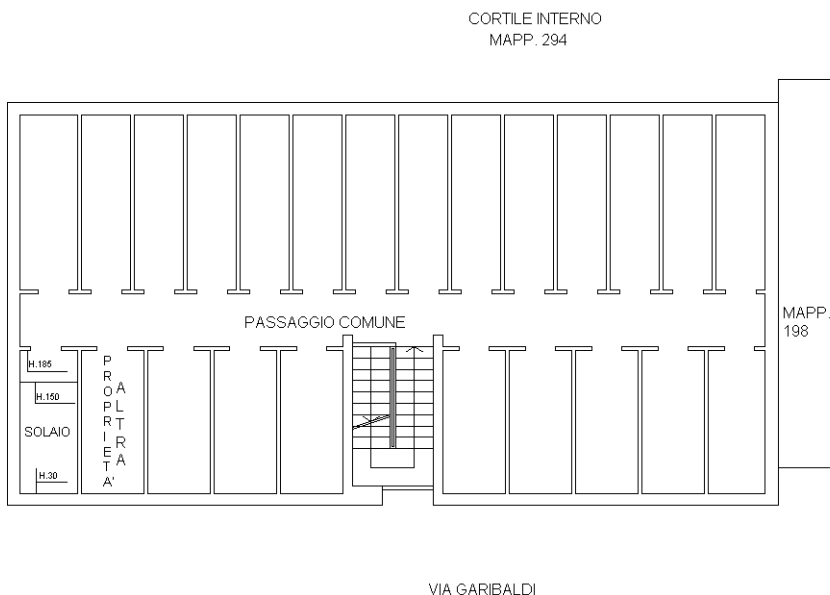 CORTILE INTERNO
MAPP. 294
MAPP.
198
PASSAGGIO COMUNE
H.185
H.150
SOLAIO
H.30
PROPRIETA'
ALTRA
VIA GARIBALDI